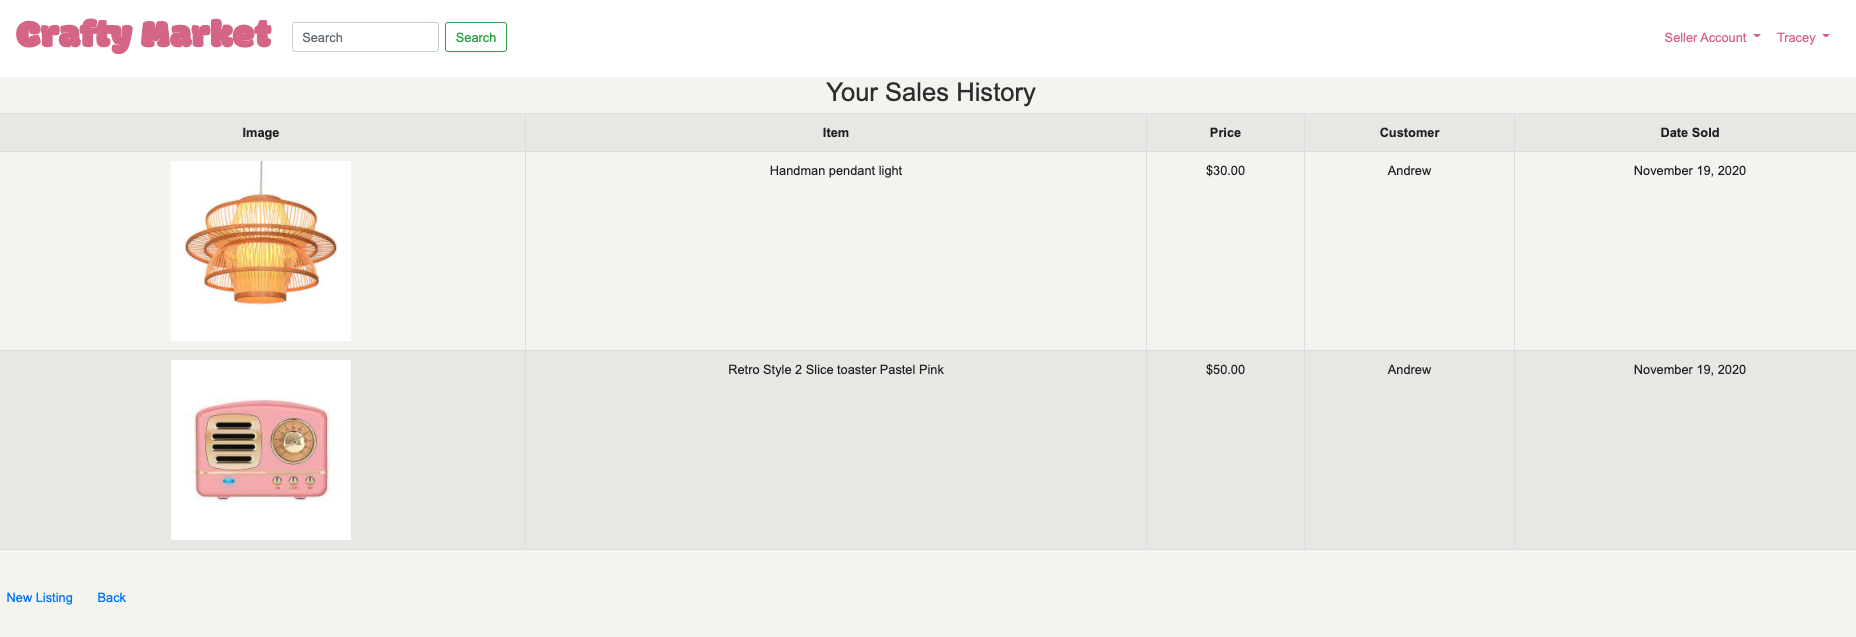 Crafty Market
Search
Search
Seller Account
Tracey
Your Sales History
Image Item Price Customer Date Sold
Handman pendant light $30.00 Andrew November 19, 2020
Retro Style 2 Slice toaster Pastel Pink $50.00 Andrew November 19, 2020
New Listing Back